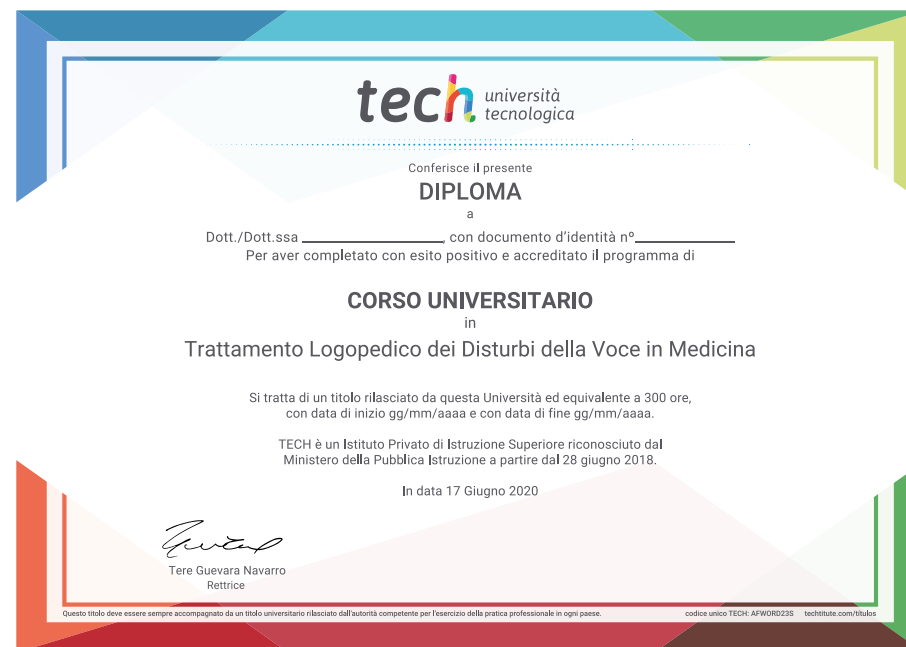 tech università
tecnologica
Conferisce il presente
DIPLOMA
a
Dott./Dott.ssa ____________________, con documento d'identità nº______________
Per aver completato con esito positivo e accreditato il programma di
CORSO UNIVERSITARIO
in
Trattamento Logopedico dei Disturbi della Voce in Medicina
Si tratta di un titolo rilasciato da questa Università ed equivalente a 300 ore,
con data di inizio gg/mm/aaaa e con data di fine gg/mm/aaaa.
TECH è un Istituto Privato di Istruzione Superiore riconosciuto dal
Ministero della Pubblica Istruzione a partire dal 28 giugno 2018.
In data 17 Giugno 2020
Tere Guevara Navarro
Rettrice
Questo titolo deve essere sempre accompagnato da un titolo universitario rilasciato dall'autorità competente per l'esercizio della pratica professionale in ogni paese. codice unico TECH: AFWORD23S techtitute.com/títulos